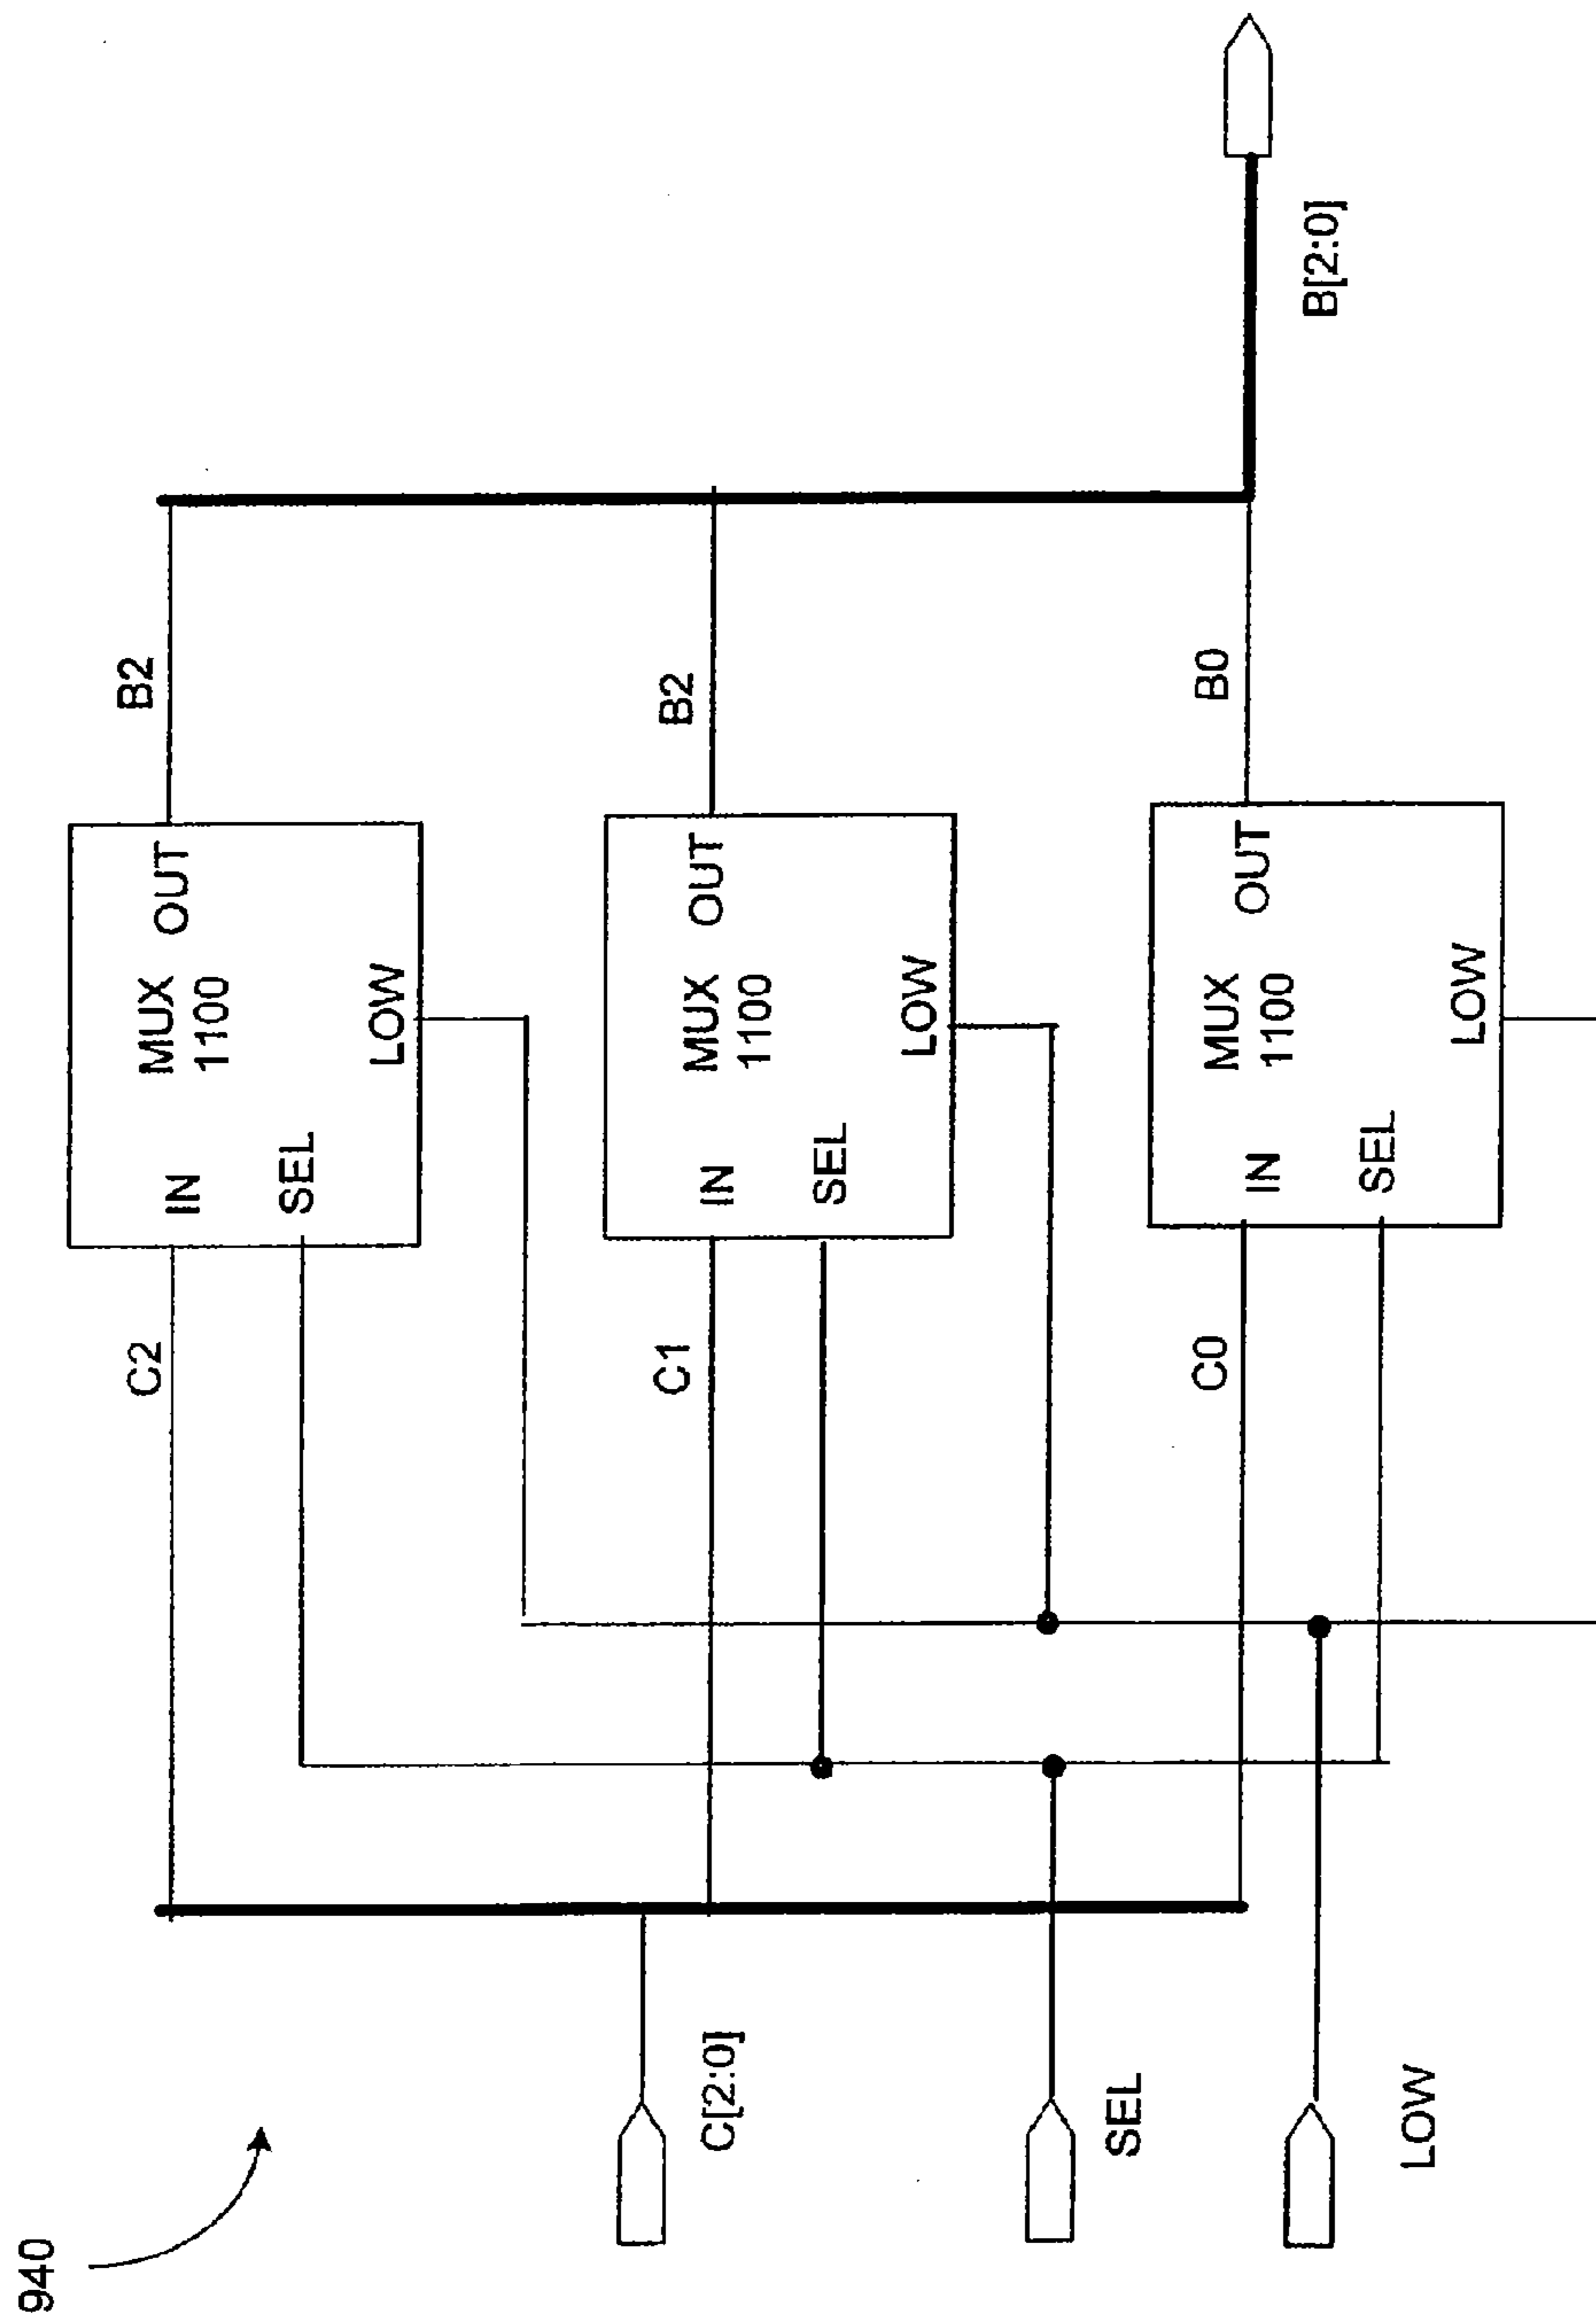 940
C2
IN
MUX
1100
OUT
SEL
LOW
B2
C1
IN
MUX
1100
OUT
SEL
LOW
B2
C[2:0]
C0
IN
MUX
1100
OUT
SEL
LOW
B0
B[2:0]
SEL
LOW